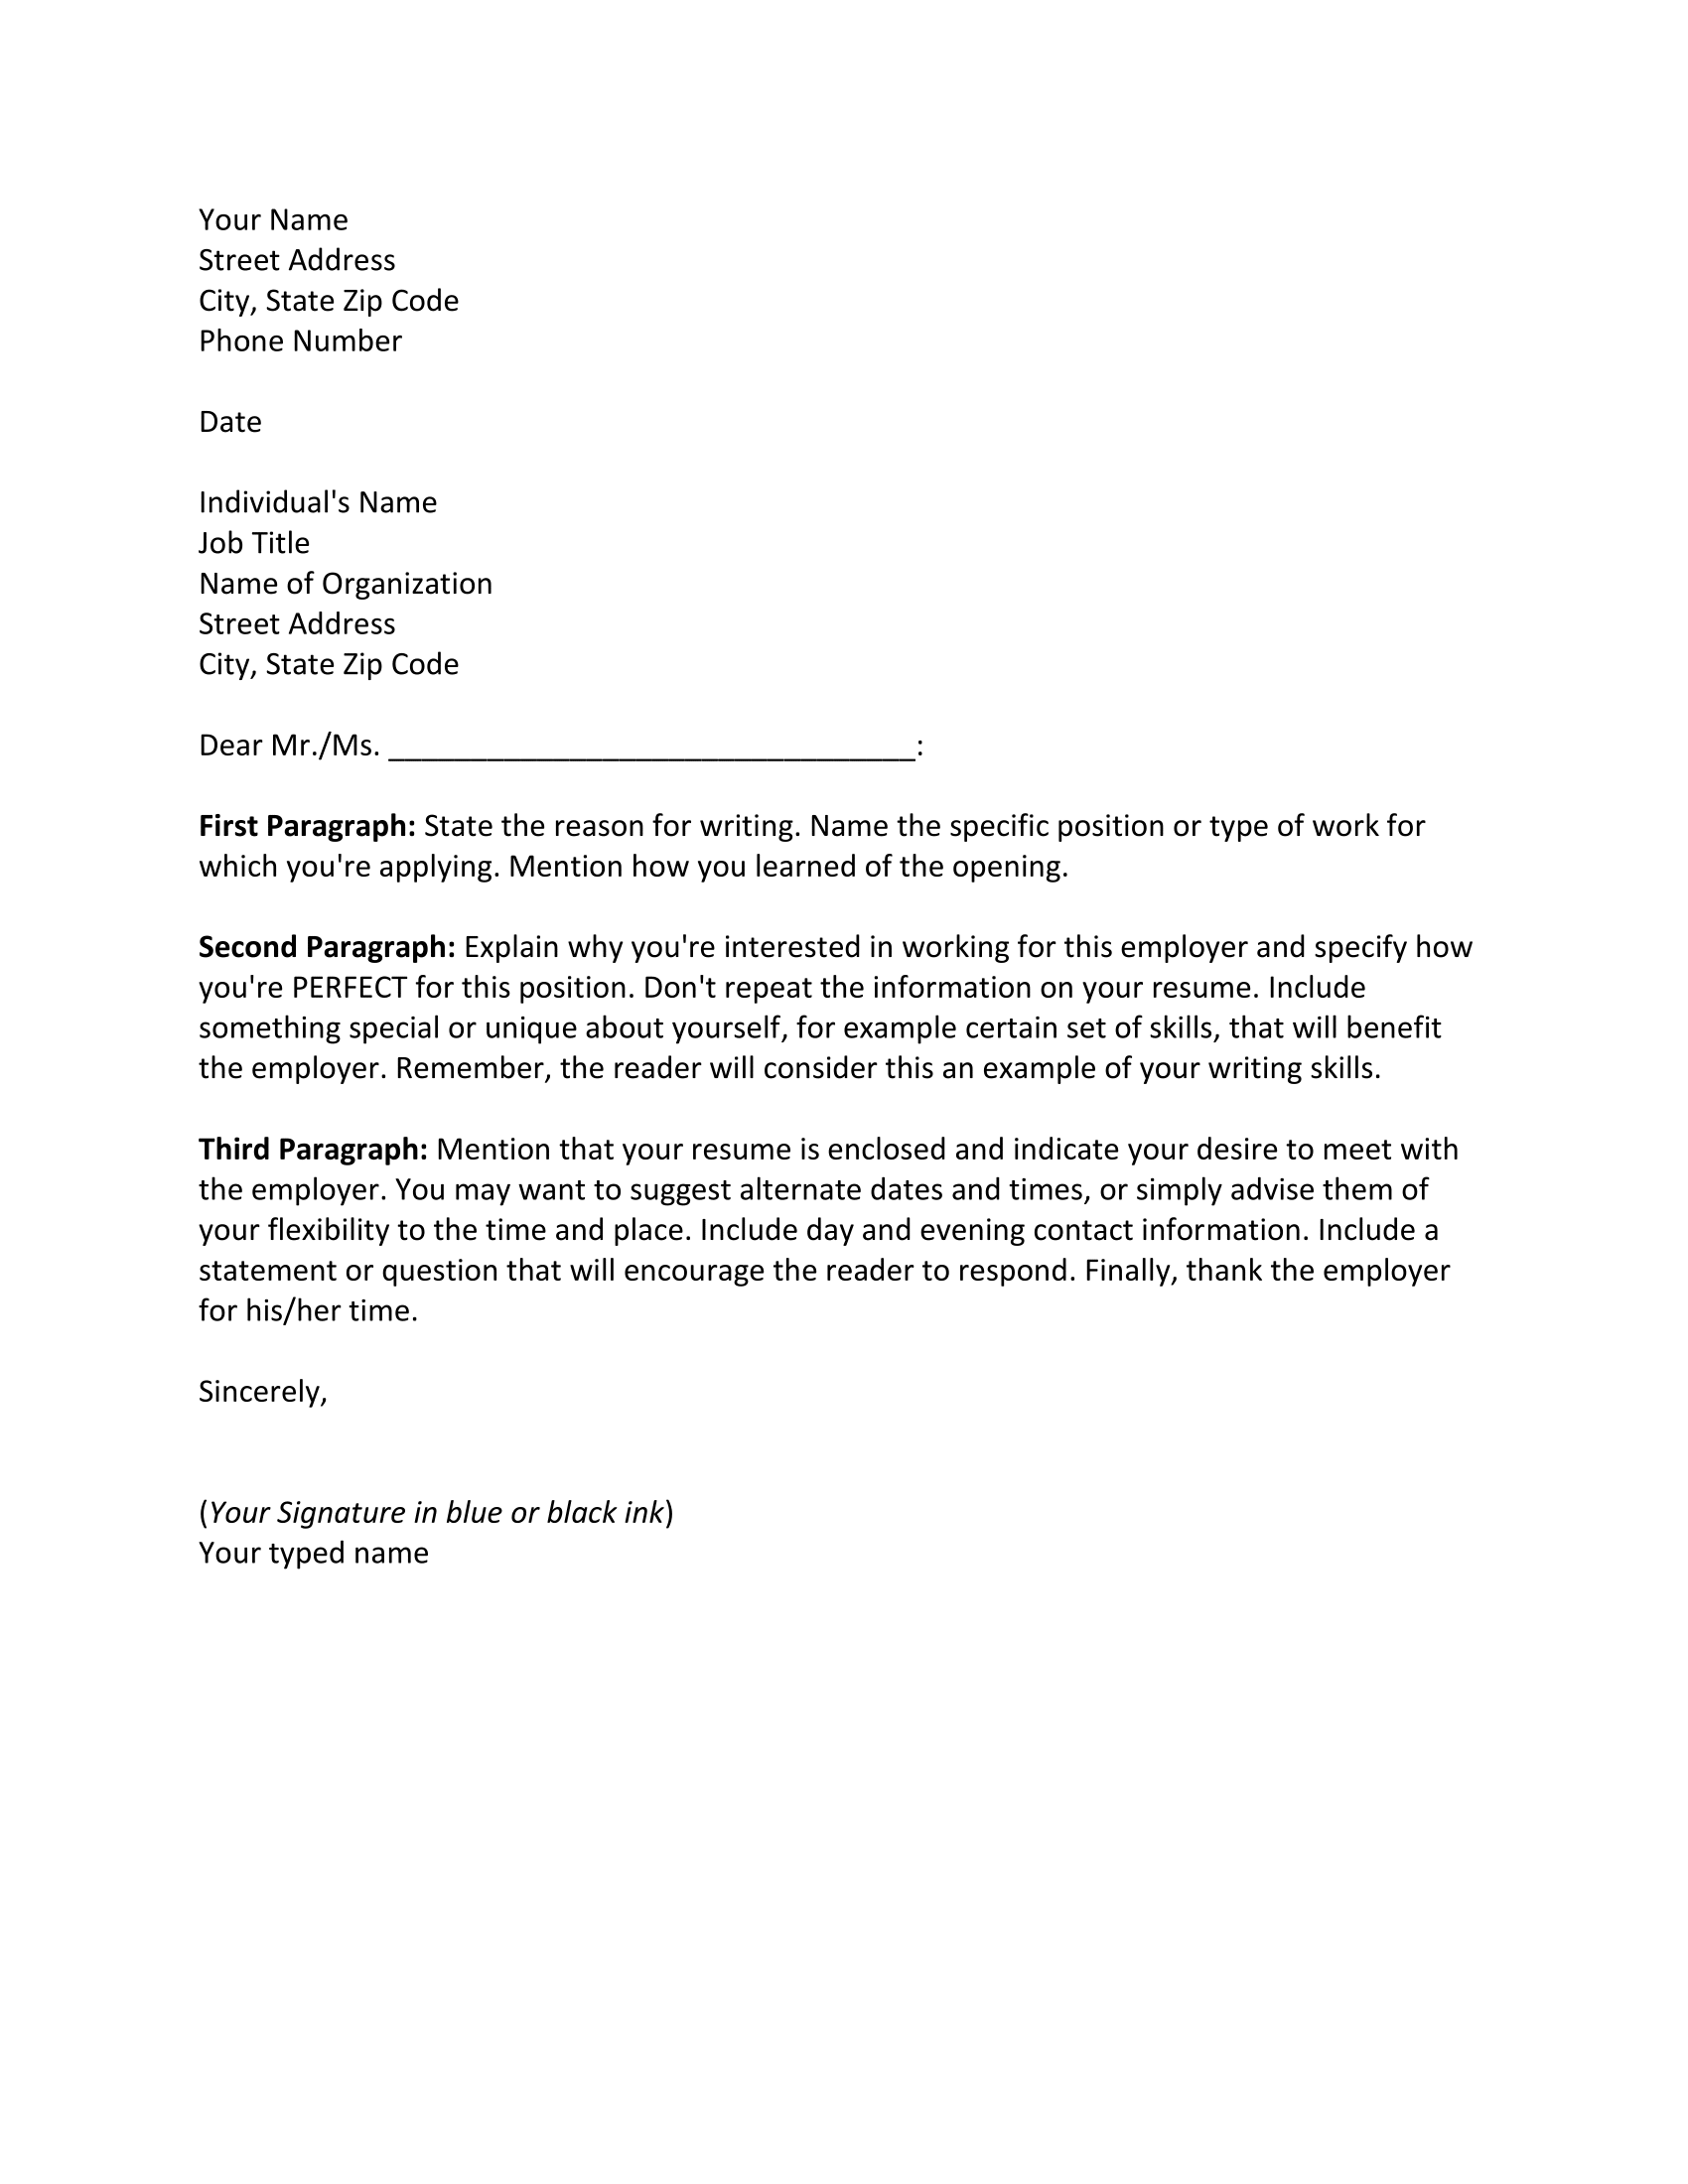 Your Name
Street Address
City, State Zip Code
Phone Number
Date
Individual's Name
Job Title
Name of Organization
Street Address
City, State Zip Code
Dear Mr./Ms. ________________________________:
First Paragraph: State the reason for writing. Name the specific position or type of work for
which you're applying. Mention how you learned of the opening.
Second Paragraph: Explain why you're interested in working for this employer and specify how
you're PERFECT for this position. Don't repeat the information on your resume. Include
something special or unique about yourself, for example certain set of skills, that will benefit
the employer. Remember, the reader will consider this an example of your writing skills.
Third Paragraph: Mention that your resume is enclosed and indicate your desire to meet with
the employer. You may want to suggest alternate dates and times, or simply advise them of
your flexibility to the time and place. Include day and evening contact information. Include a
statement or question that will encourage the reader to respond. Finally, thank the employer
for his/her time.
Sincerely,
(Your Signature in blue or black ink)
Your typed name